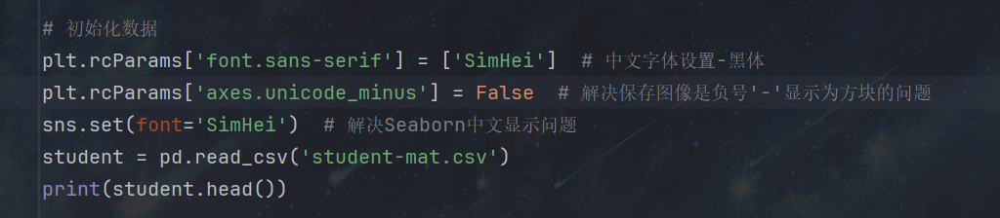 # 初始化数据
plt.rcParams['font.sans-serif'] = ['SimHei']  # 中文字体设置-黑体
plt.rcParams['axes.unicode_minus'] = False  # 解决保存图像是负号'-'显示为方块的问题
sns.set(font='SimHei')  # 解决Seaborn中文显示问题
student = pd.read_csv('student-mat.csv')
print(student.head())